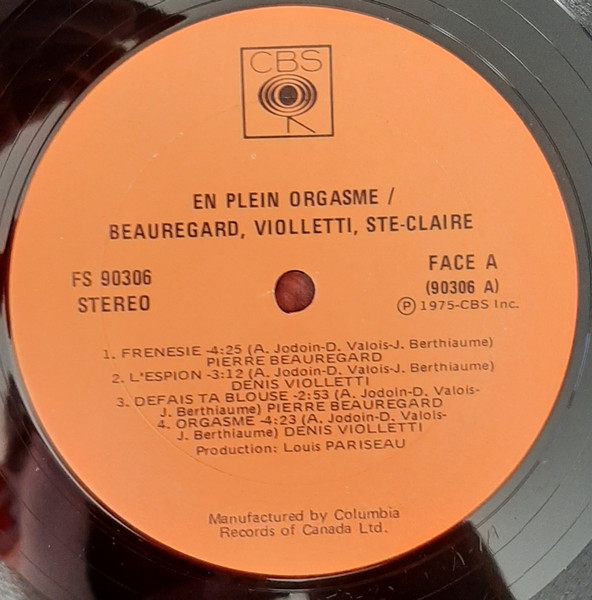 CBS
EN PLEIN ORGASME /
BEAUREGARD, VIOLLETTI, STE-CLAIRE
FS 90306
STEREO
FACE A
(90306 A)
Ⓟ 1975-CBS Inc.
1. FRENESIE -4:25 (A. Jodoin-D. Valois-J. Berthiaume)
PIERRE BEAUREGARD
2. L'ESPION -3:12 (A. Jodoin-D. Valois-J. Berthiaume)
DENIS VIOLLETTI
3. DEFAIS TA BLOUSE -2:53 (A. Jodoin-D. Valois-
J. Berthiaume) PIERRE BEAUREGARD
4. ORGASME -4:23 (A. Jodoin-D. Valois-
J. Berthiaume) DENIS VIOLLETTI
Production: Louis PARISEAU
Manufactured by Columbia
Records of Canada Ltd.